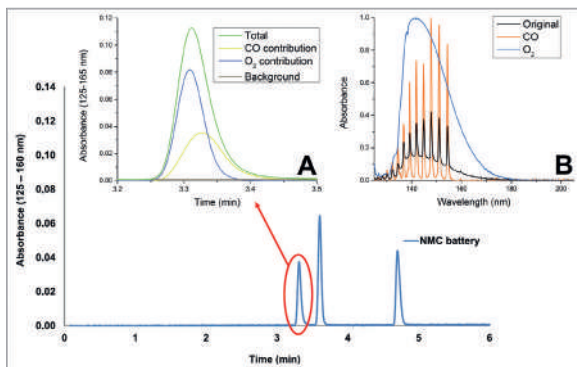 0.12
0.10
0.08
0.06
0.04
0.02
0.00
3.2
3.3
3.4
3.5
Absorbance (125-165 nm)
Time (min)
Total
CO contribution
O2 contribution
Background
A
1.0
0.8
0.6
0.4
0.2
0.0
140
160
180
200
Absorbance
Wavelength (nm)
Original
CO
O2
B
0.14
0.12
0.10
0.08
0.06
0.04
0.02
0.00
Absorbance (125 – 160 nm)
NMC battery
0
1
2
3
4
5
6
Time (min)